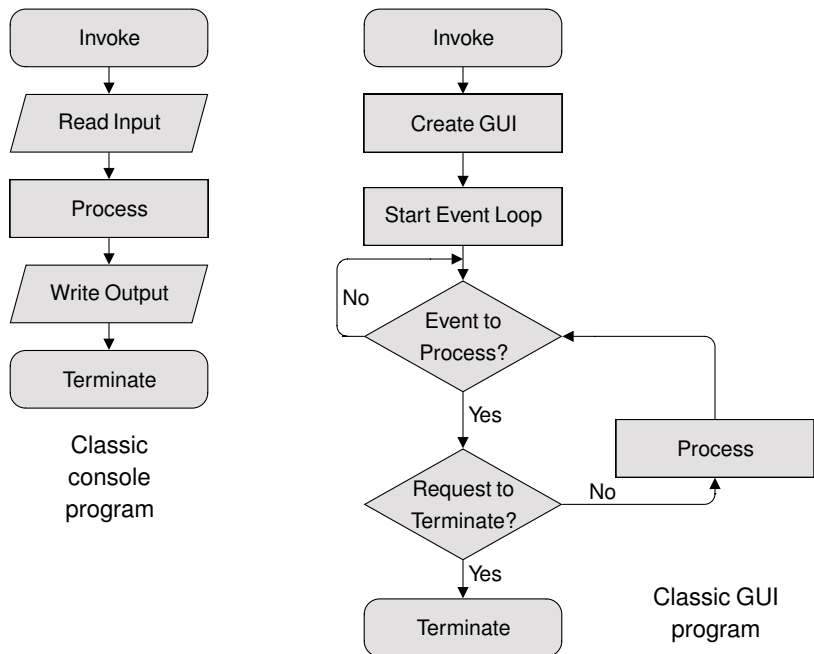 Invoke
Read Input
Process
Write Output
Terminate
Classic
console
program
Invoke
Create GUI
Start Event Loop
No
Event to
Process?
Yes
Process
Request to
Terminate?
No
Yes
Terminate
Classic GUI
program